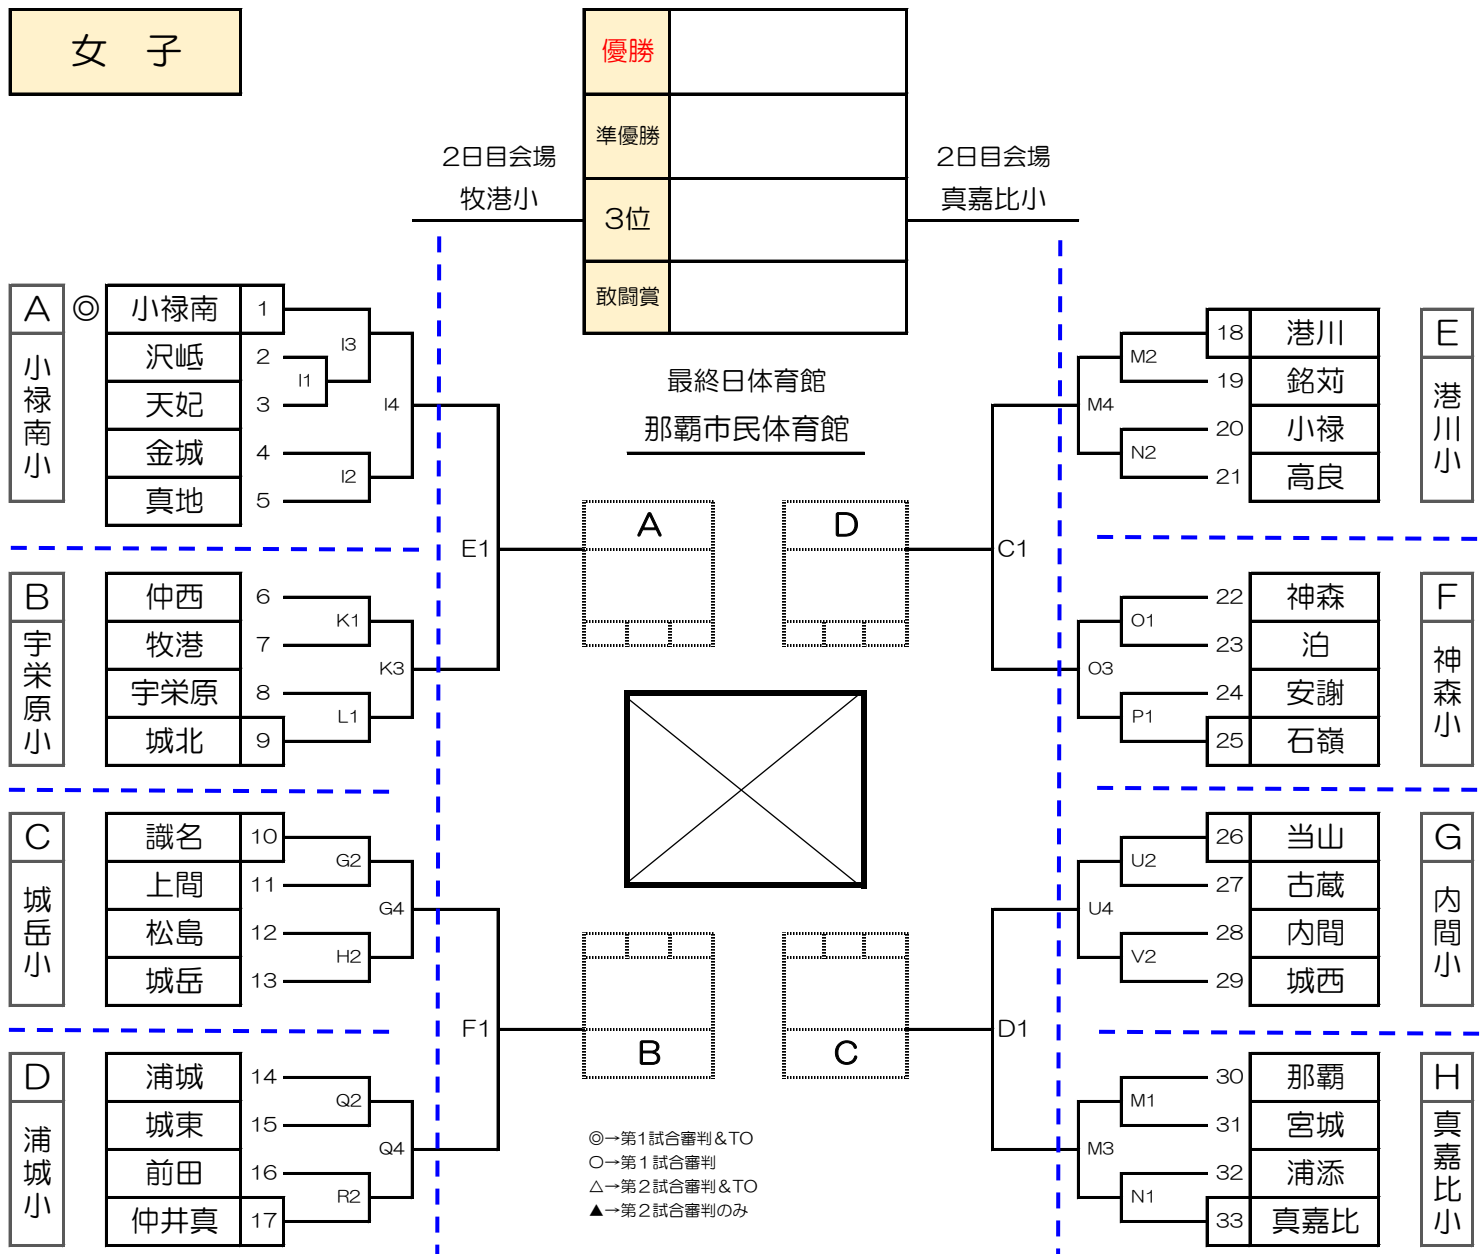 女　子
優勝
準優勝
3位
敢闘賞
2日目会場
牧港小
2日目会場
真嘉比小
最終日体育館
那覇市民体育館
A
小禄南小
◎
小禄南 1
沢岻 2
天妃 3
金城 4
真地 5
I3
I1
I4
I2
B
宇栄原小
仲西 6
牧港 7
宇栄原 8
城北 9
K1
K3
L1
E1
C
城岳小
識名 10
上間 11
松島 12
城岳 13
G2
G4
H2
D
浦城小
浦城 14
城東 15
前田 16
仲井真 17
Q2
Q4
R2
F1
A
D
B
C
◎→第1試合審判＆TO
○→第１試合審判
△→第２試合審判＆TO
▲→第２試合審判のみ
E
港川小
18 港川
19 銘苅
20 小禄
21 高良
M2
M4
N2
C1
F
神森小
22 神森
23 泊
24 安謝
25 石嶺
O1
O3
P1
G
内間小
26 当山
27 古蔵
28 内間
29 城西
U2
U4
V2
D1
H
真嘉比小
30 那覇
31 宮城
32 浦添
33 真嘉比
M1
M3
N1